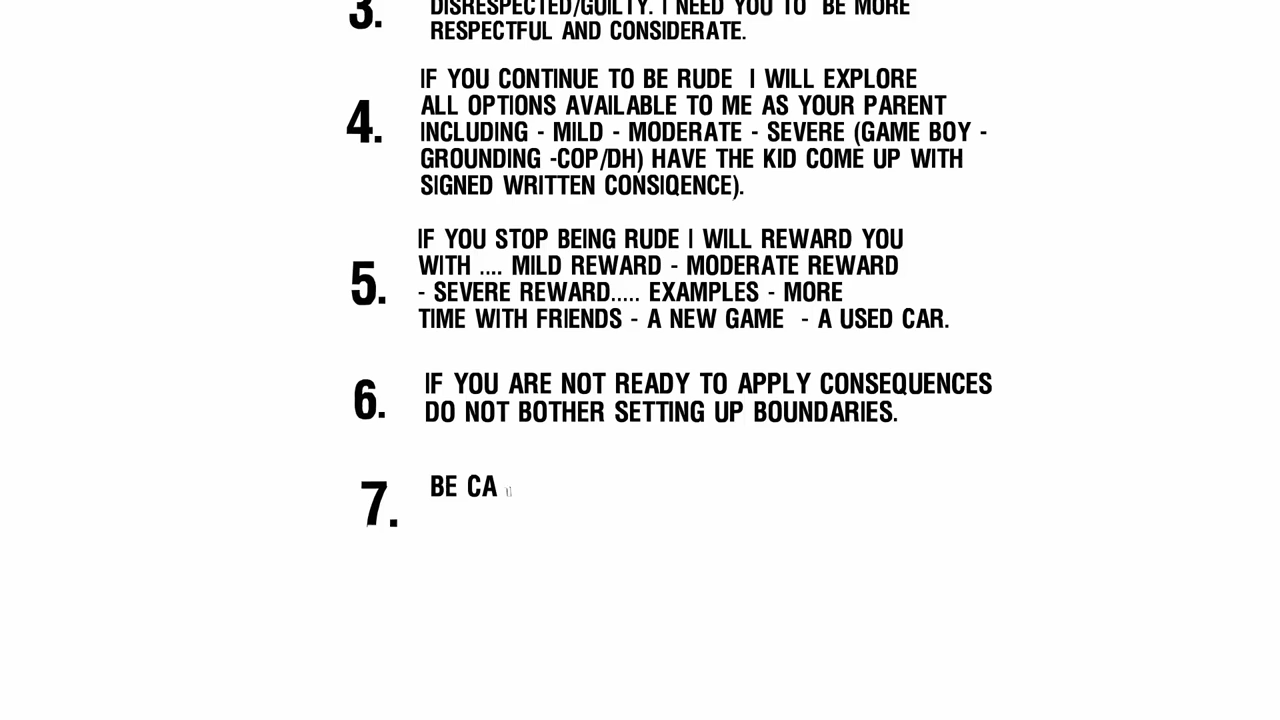 3. DISRESPECTED/GUILTY. I NEED YOU TO  BE MORE
RESPECTFUL AND CONSIDERATE.
4. IF YOU CONTINUE TO BE RUDE  I WILL EXPLORE
ALL OPTIONS AVAILABLE TO ME AS YOUR PARENT
INCLUDING - MILD - MODERATE - SEVERE (GAME BOY -
GROUNDING -COP/DH) HAVE THE KID COME UP WITH
SIGNED WRITTEN CONSIQENCE).
5. IF YOU STOP BEING RUDE I WILL REWARD YOU
WITH .... MILD REWARD - MODERATE REWARD
- SEVERE REWARD..... EXAMPLES - MORE
TIME WITH FRIENDS - A NEW GAME  - A USED CAR.
6. IF YOU ARE NOT READY TO APPLY CONSEQUENCES
DO NOT BOTHER SETTING UP BOUNDARIES.
7. BE CA